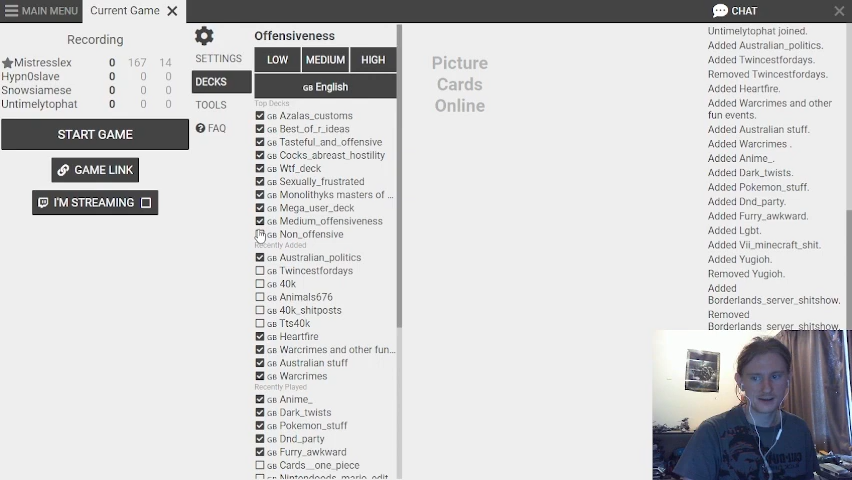 MAIN MENU
Current Game
CHAT
Recording
Mistresslex 0 167 14
Hypn0slave 0 0 0
Snowsiamese 0 0 0
Untimelytophat 0 0 0
START GAME
GAME LINK
I'M STREAMING
SETTINGS
DECKS
TOOLS
FAQ
Offensiveness
LOW MEDIUM HIGH
GB English
Top Decks
GB Azalas_customs
GB Best_of_r_ideas
GB Tasteful_and_offensive
GB Cocks_abreast_hostility
GB Wtf_deck
GB Sexually_frustrated
GB Monolithyks masters of ...
GB Mega_user_deck
GB Medium_offensiveness
GB Non_offensive
Recently Added
GB Australian_politics
GB Twincestfordays
GB 40k
GB Animals676
GB 40k_shitposts
GB Tts40k
GB Heartfire
GB Warcrimes and other fun...
GB Australian stuff
GB Warcrimes
Recently Played
GB Anime_
GB Dark_twists
GB Pokemon_stuff
GB Dnd_party
GB Furry_awkward
GB Cards__one_piece
GB Nintendoods_mario_edit...
Picture
Cards
Online
Untimelytophat joined.
Added Australian_politics.
Added Twincestfordays.
Removed Twincestfordays.
Added Heartfire.
Added Warcrimes and other
fun events.
Added Australian stuff.
Added Warcrimes .
Added Anime_.
Added Dark_twists.
Added Pokemon_stuff.
Added Dnd_party.
Added Furry_awkward.
Added Lgbt.
Added Vii_minecraft_shit.
Added Yugioh.
Removed Yugioh.
Added
Borderlands_server_shitshow.
Removed
Borderlands_server_shitshow.